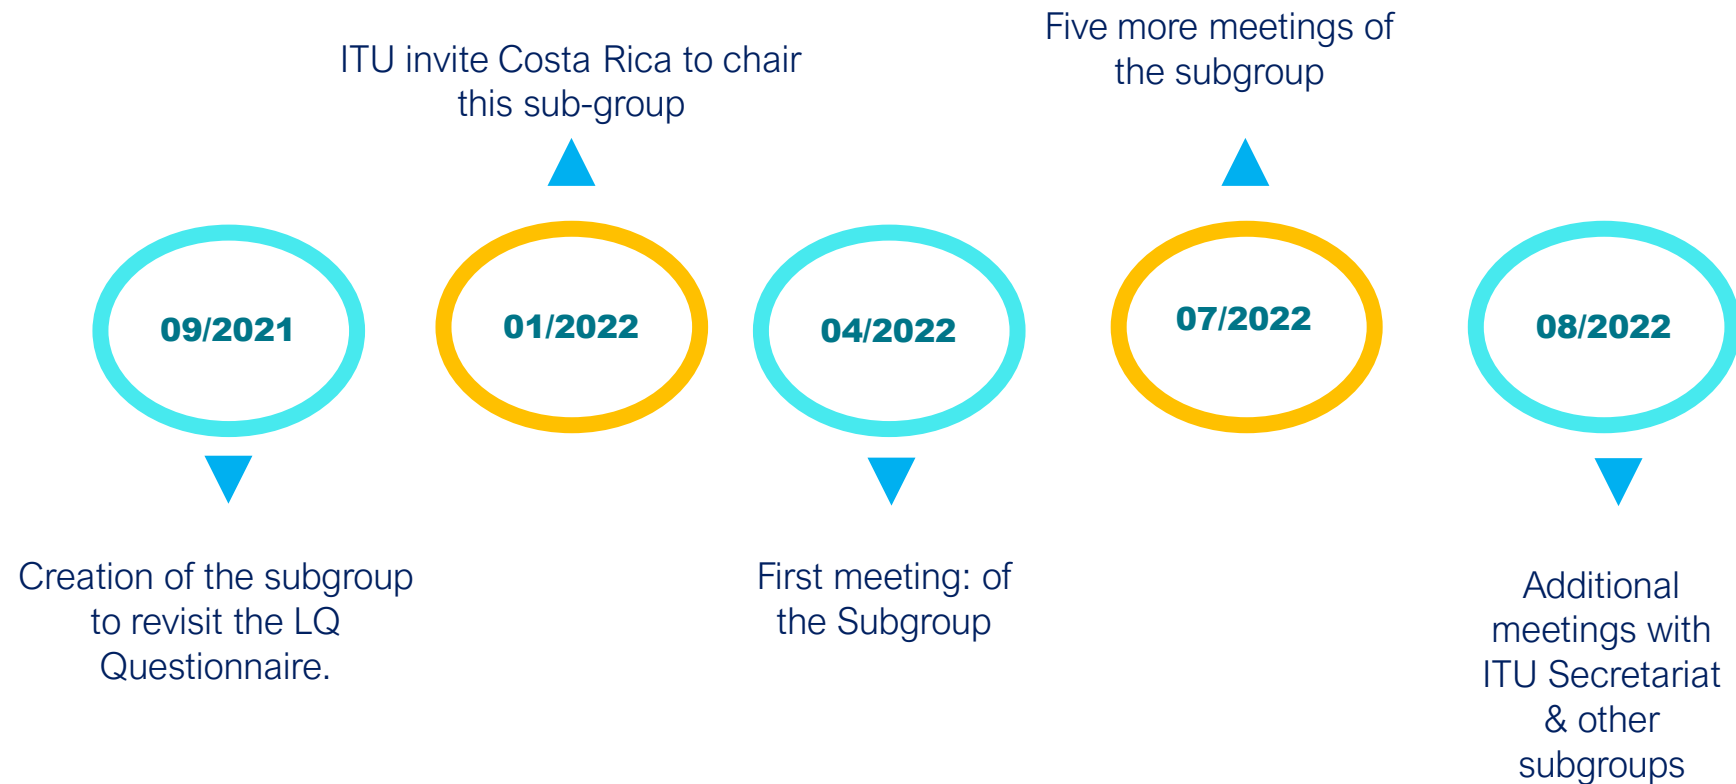 ITU invite Costa Rica to chair
this sub-group
Five more meetings of
the subgroup
09/2021
01/2022
04/2022
07/2022
08/2022
Creation of the subgroup
to revisit the LQ
Questionnaire.
First meeting: of
the Subgroup
Additional
meetings with
ITU Secretariat
& other
subgroups